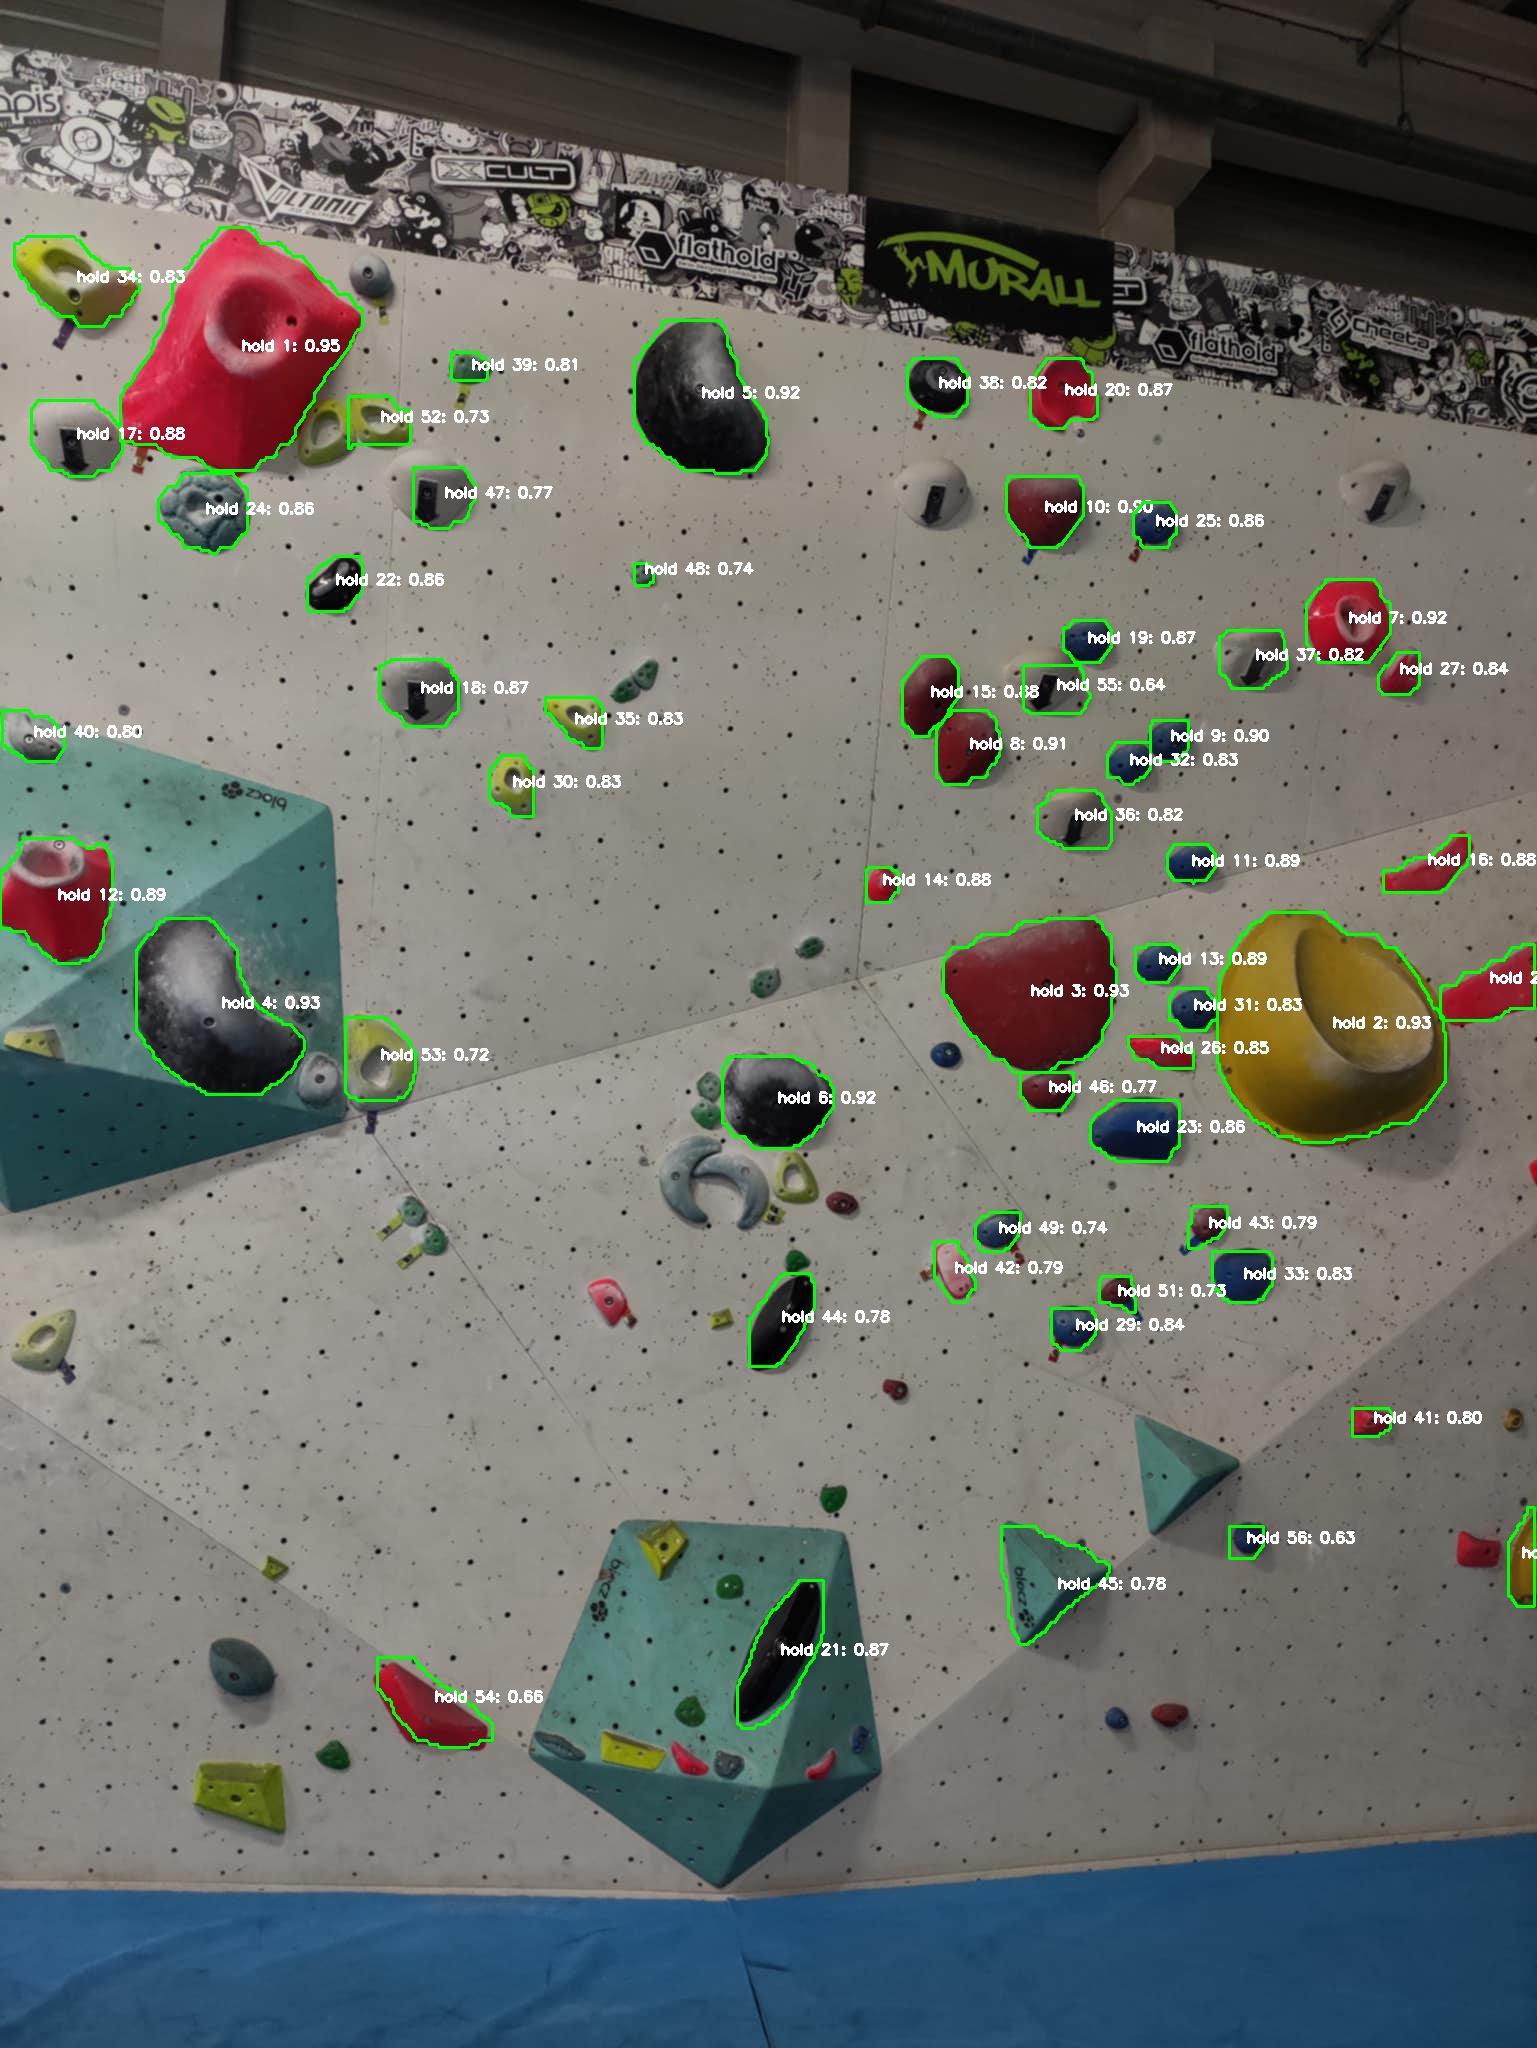 eat
sleep
apis
X-CULT
VOLTOMIC
flathold
MURALL
flathold
Cheeta
hold 34: 0.83
hold 1: 0.95
hold 39: 0.81
hold 5: 0.92
hold 38: 0.82
hold 20: 0.87
hold 52: 0.73
hold 17: 0.88
hold 47: 0.77
hold 24: 0.86
hold 10: 0.90
hold 25: 0.86
hold 48: 0.74
hold 22: 0.86
hold 7: 0.92
hold 19: 0.87
hold 37: 0.82
hold 27: 0.84
hold 18: 0.87
hold 15: 0.88
hold 55: 0.64
hold 35: 0.83
hold 40: 0.80
hold 8: 0.91
hold 9: 0.90
hold 32: 0.83
hold 30: 0.83
blocz
hold 36: 0.82
hold 11: 0.89
hold 16: 0.88
hold 14: 0.88
hold 12: 0.89
hold 13: 0.89
hold 2
hold 3: 0.93
hold 4: 0.93
hold 31: 0.83
hold 2: 0.93
hold 26: 0.85
hold 53: 0.72
hold 46: 0.77
hold 6: 0.92
hold 23: 0.86
hold 49: 0.74
hold 43: 0.79
hold 42: 0.79
hold 33: 0.83
hold 51: 0.73
hold 44: 0.78
hold 29: 0.84
hold 41: 0.80
hold 56: 0.63
ho
blocz
hold 45: 0.78
blocz
hold 21: 0.87
hold 54: 0.66